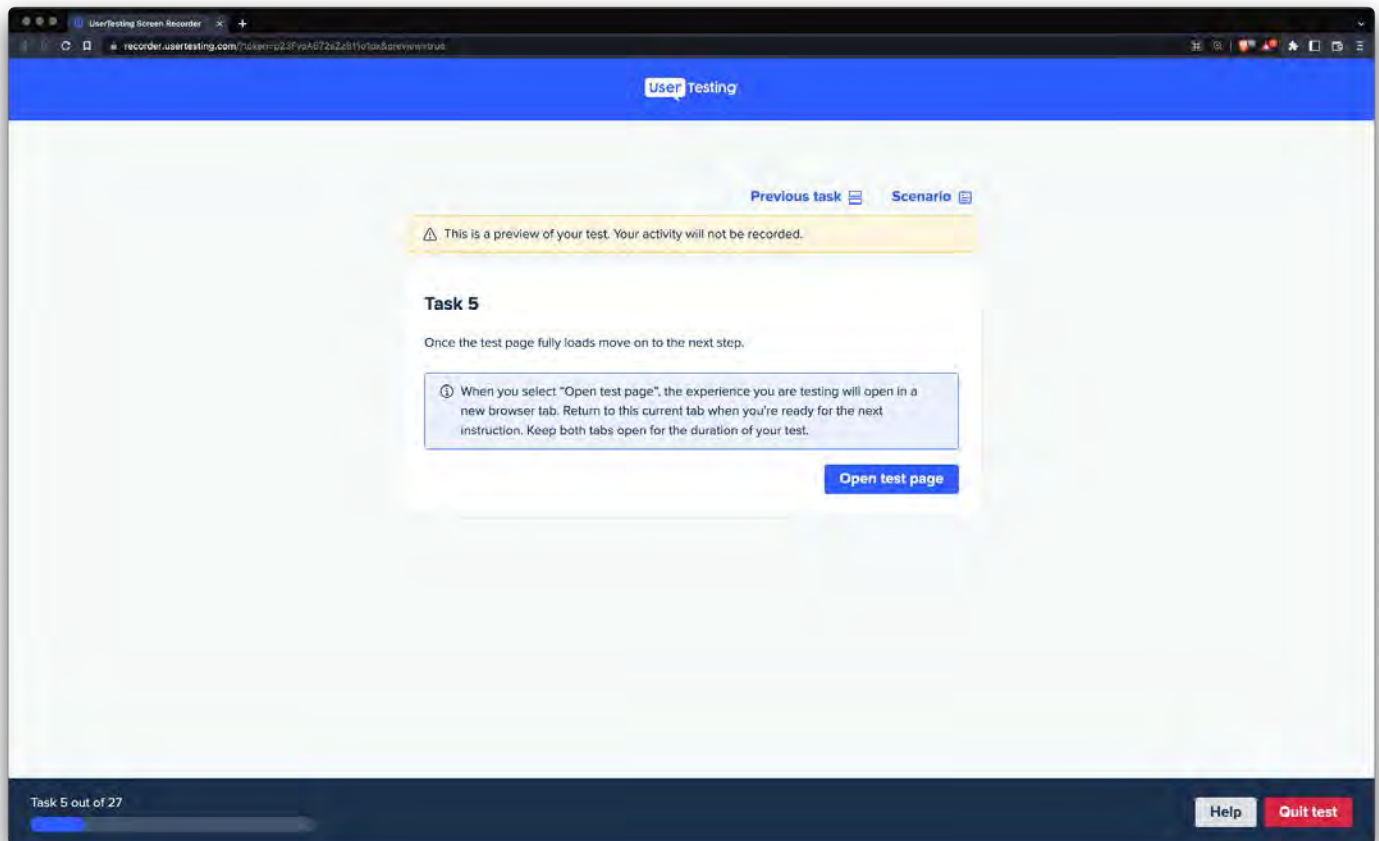 UserTesting Screen Recorder
recorder.usertesting.com/
User Testing
Previous task
Scenario
This is a preview of your test. Your activity will not be recorded.
Task 5
Once the test page fully loads move on to the next step.
When you select "Open test page", the experience you are testing will open in a
new browser tab. Return to this current tab when you're ready for the next
instruction. Keep both tabs open for the duration of your test.
Open test page
Task 5 out of 27
Help
Quit test